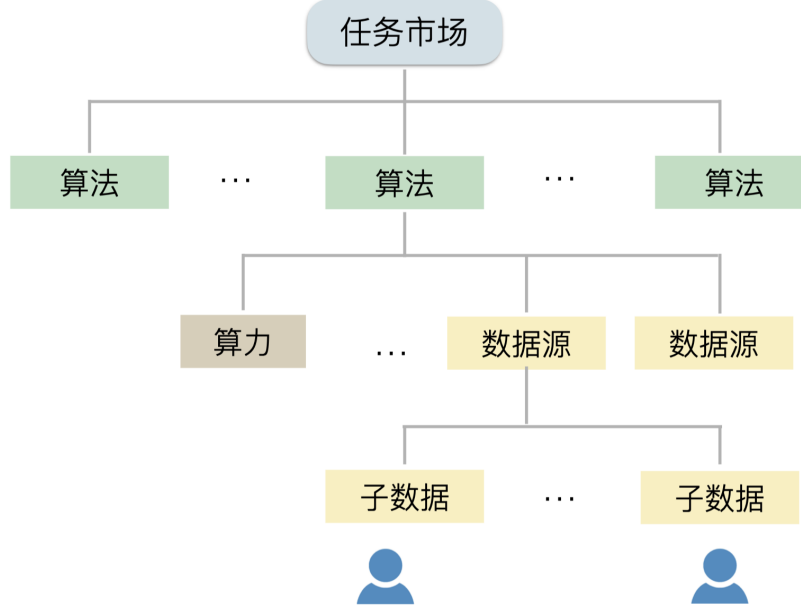 任务市场
算法 ... 算法 ... 算法
算力 ... 数据源 数据源
子数据 ... 子数据